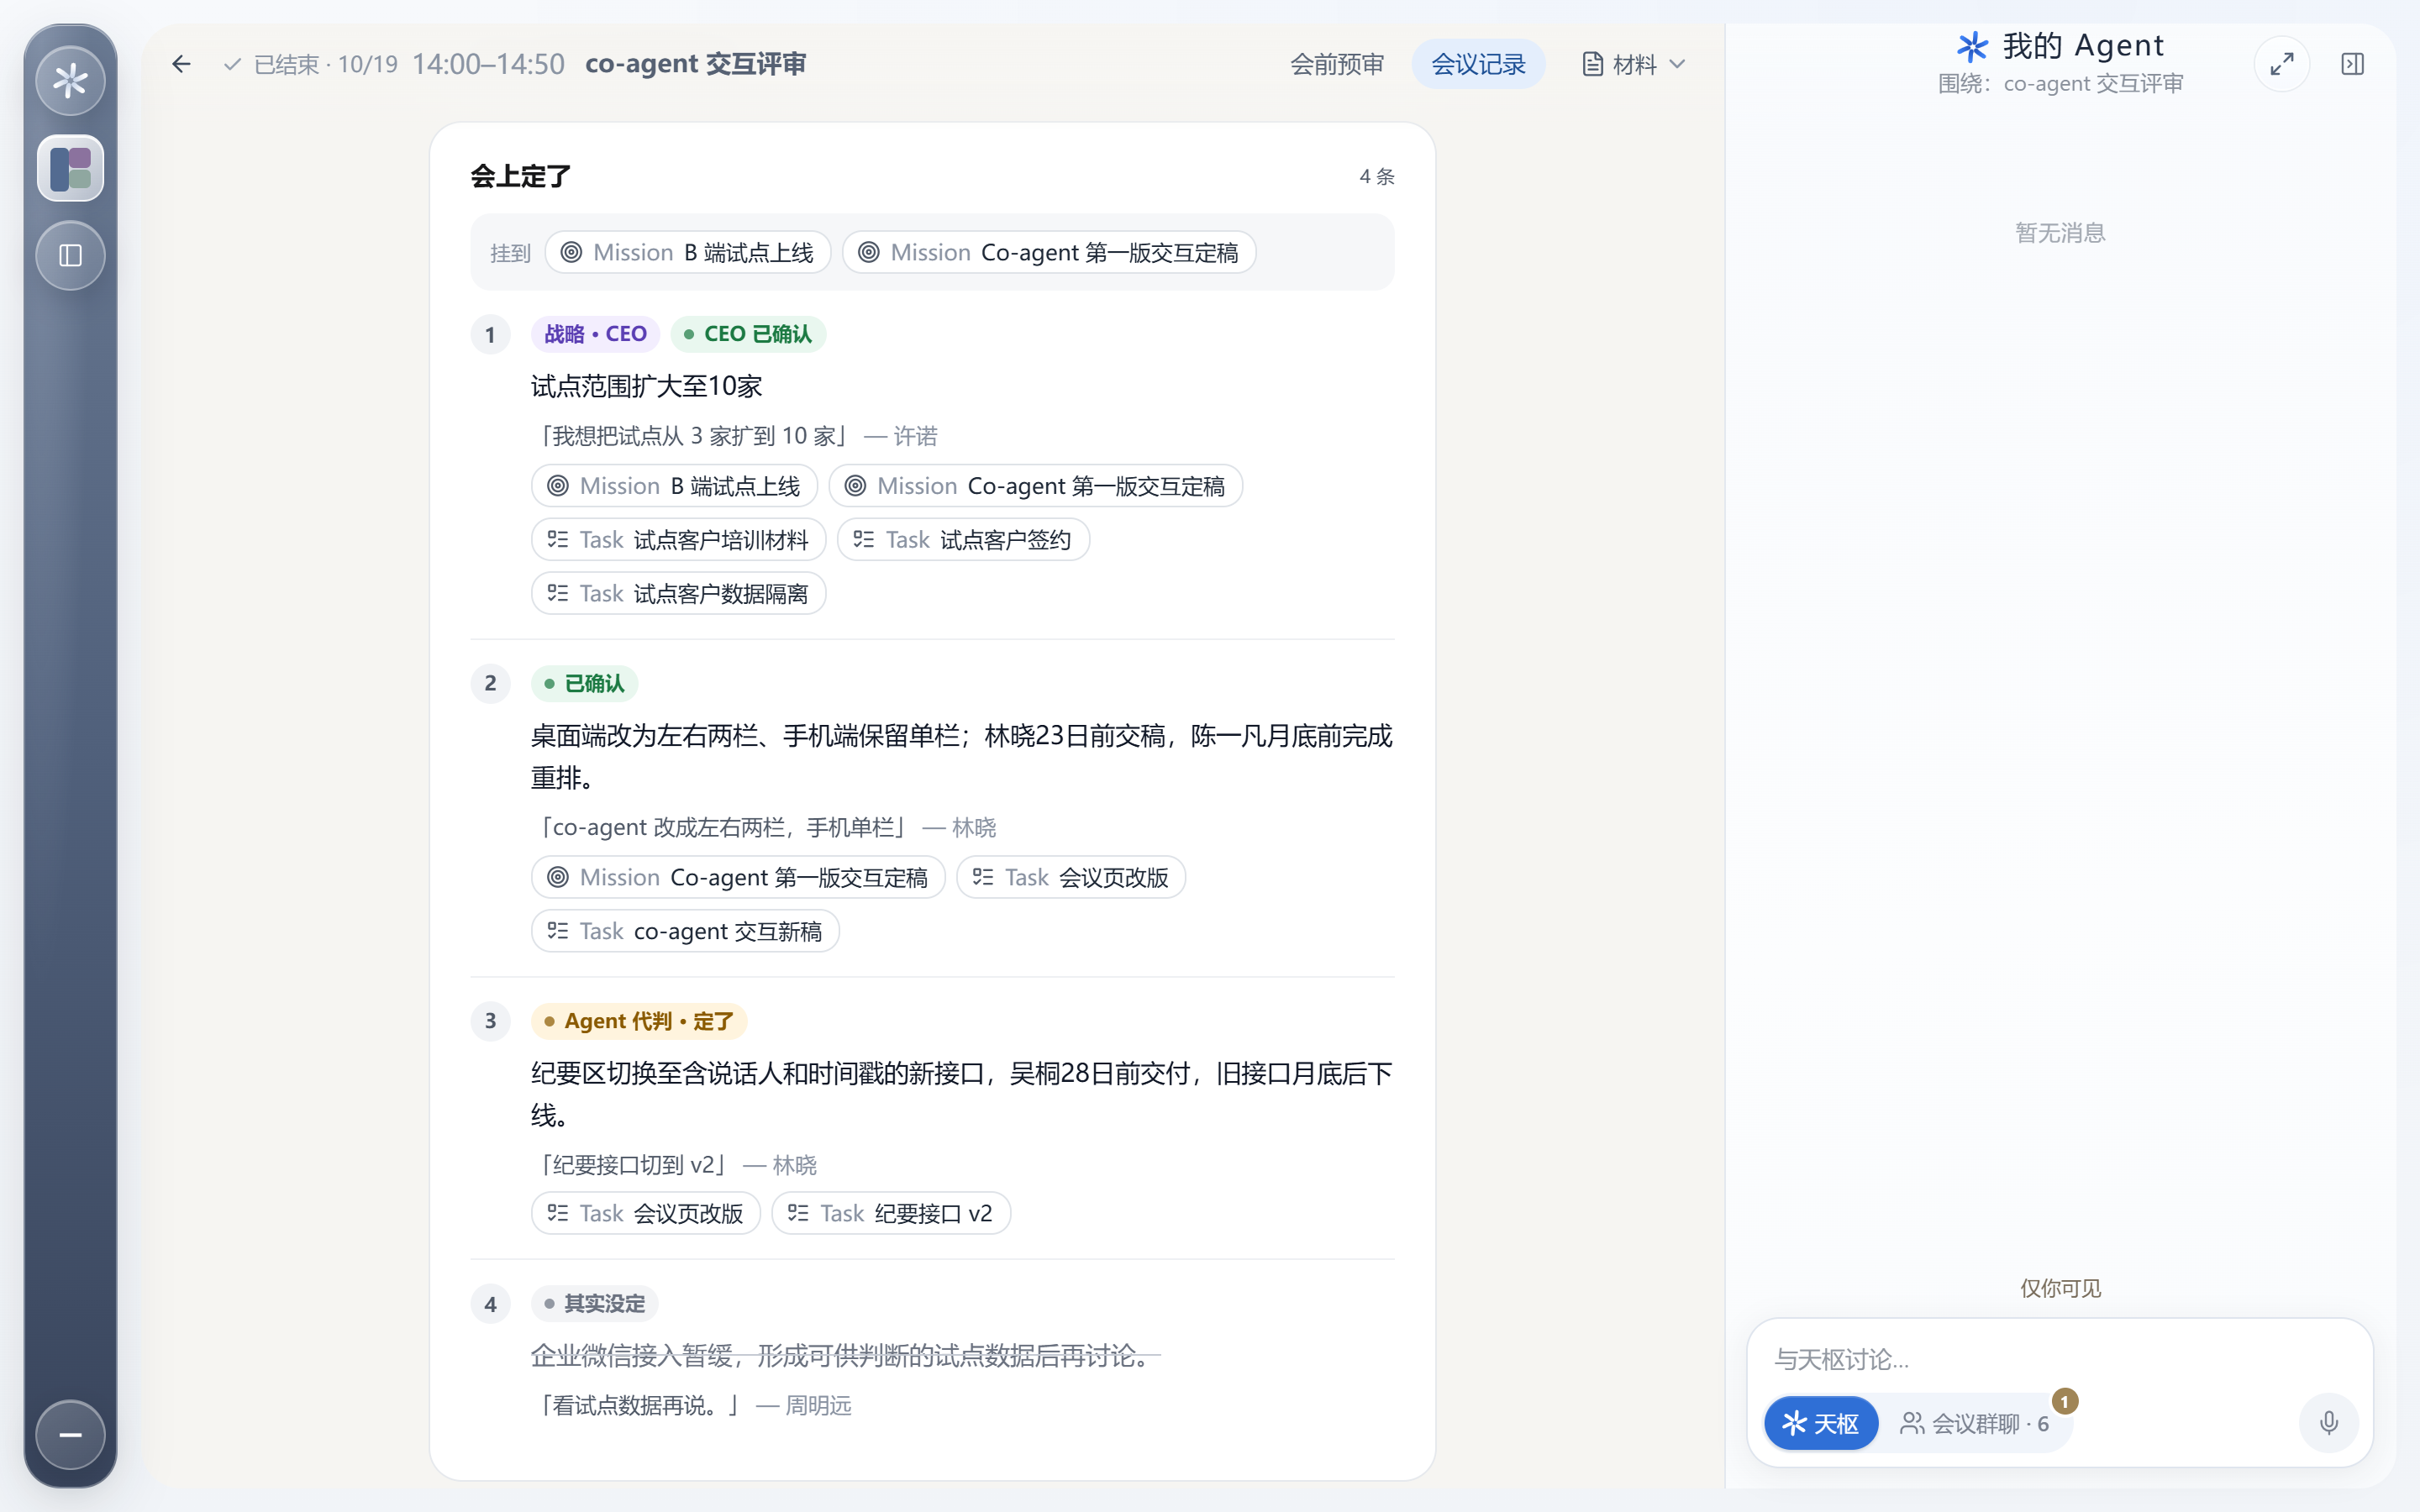 已结束 · 10/19 14:00–14:50 co-agent 交互评审
会前预审 会议记录 材料
我的 Agent
围绕：co-agent 交互评审
暂无消息
会上定了
4 条
挂到 Mission B 端试点上线 Mission Co-agent 第一版交互定稿
1 战略 • CEO CEO 已确认
试点范围扩大至10家
「我想把试点从 3 家扩到 10 家」 — 许诺
Mission B 端试点上线 Mission Co-agent 第一版交互定稿
Task 试点客户培训材料 Task 试点客户签约
Task 试点客户数据隔离
2 已确认
桌面端改为左右两栏、手机端保留单栏；林晓23日前交稿，陈一凡月底前完成
重排。
「co-agent 改成左右两栏，手机单栏」 — 林晓
Mission Co-agent 第一版交互定稿 Task 会议页改版
Task co-agent 交互新稿
3 Agent 代判 • 定了
纪要区切换至含说话人和时间戳的新接口，吴桐28日前交付，旧接口月底后下
线。
「纪要接口切到 v2」 — 林晓
Task 会议页改版 Task 纪要接口 v2
4 其实没定
企业微信接入暂缓，形成可供判断的试点数据后再讨论。
「看试点数据再说。」 — 周明远
仅你可见
与天枢讨论...
天枢 会议群聊 · 6 1